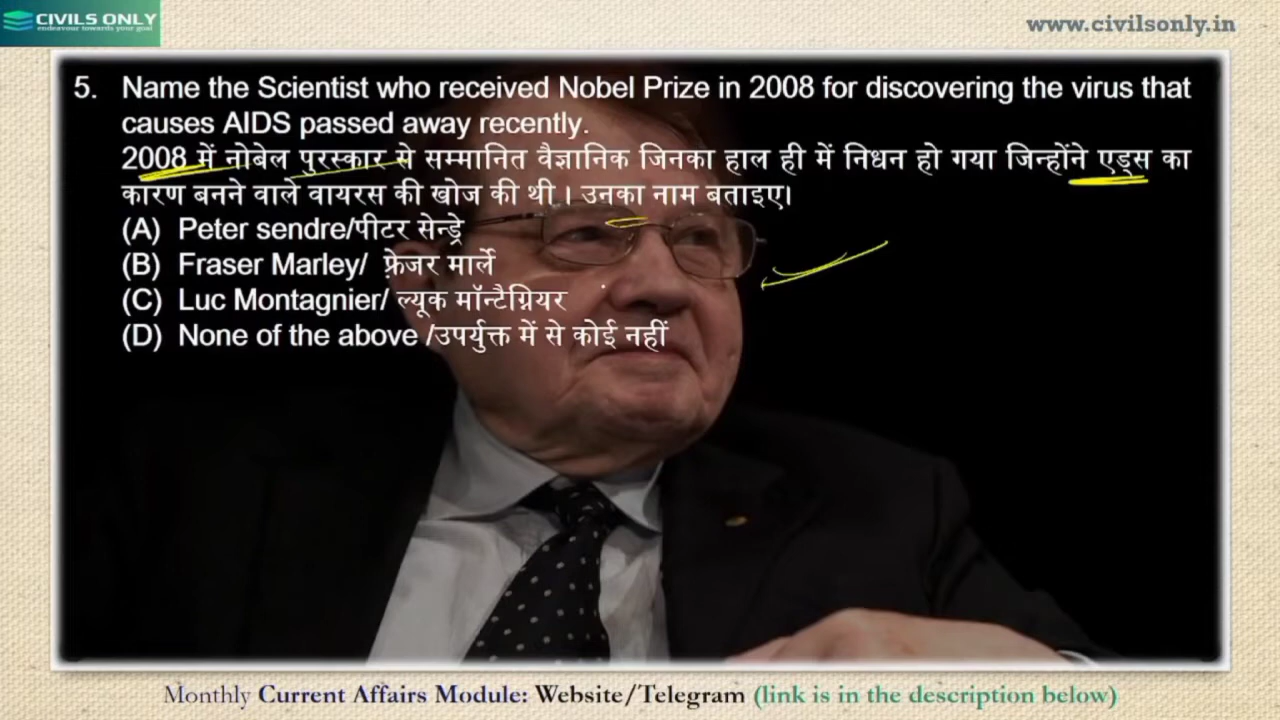 CIVILS ONLY
endeavour towards your goal
www.civilsonly.in
5. Name the Scientist who received Nobel Prize in 2008 for discovering the virus that
causes AIDS passed away recently.
2008 में नोबेल पुरस्कार से सम्मानित वैज्ञानिक जिनका हाल ही में निधन हो गया जिन्होंने एड्स का
कारण बनने वाले वायरस की खोज की थी। उनका नाम बताइए।
(A) Peter sendre/पीटर सेन्ड्रे
(B) Fraser Marley/ फ़्रेजर मार्ले
(C) Luc Montagnier/ ल्यूक मॉन्टैग्नियर
(D) None of the above /उपर्युक्त में से कोई नहीं
Monthly Current Affairs Module: Website/Telegram (link is in the description below)